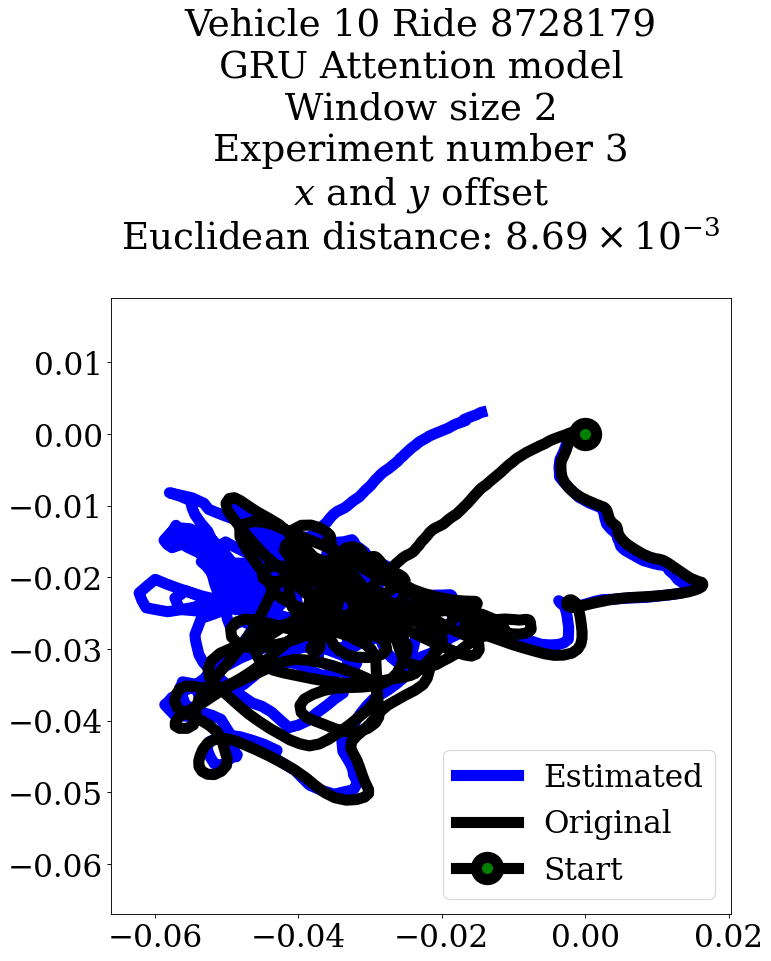 Vehicle 10 Ride 8728179
GRU Attention model
Window size 2
Experiment number 3
x and y offset
Euclidean distance: 8.69 × 10⁻³
0.01
0.00
−0.01
−0.02
−0.03
−0.04
−0.05
−0.06
Estimated
Original
Start
−0.06 −0.04 −0.02 0.00 0.02